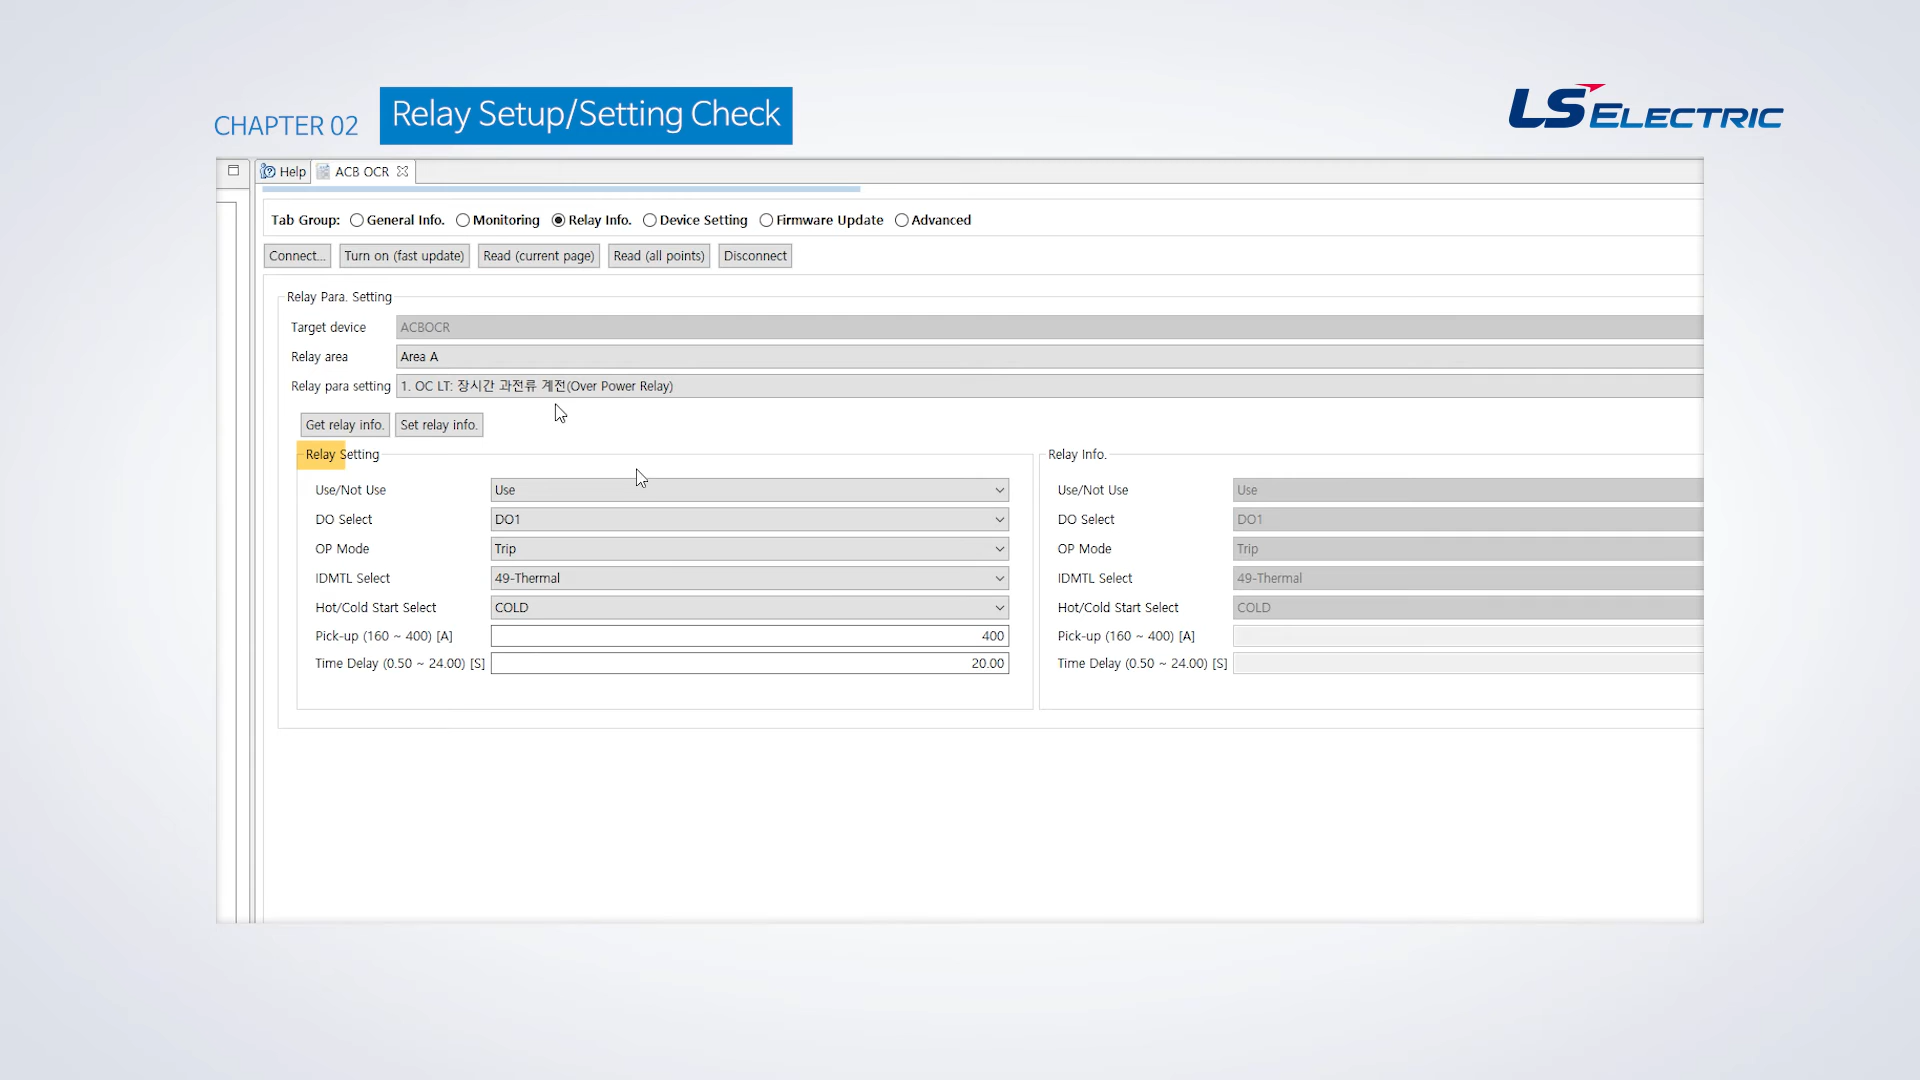 CHAPTER 02
Relay Setup/Setting Check
LS ELECTRIC
Help
ACB OCR
Tab Group: General Info. Monitoring Relay Info. Device Setting Firmware Update Advanced
Connect... Turn on (fast update) Read (current page) Read (all points) Disconnect
Relay Para. Setting
Target device ACBOCR
Relay area Area A
Relay para setting 1. OC LT: 장시간 과전류 계전(Over Power Relay)
Get relay info. Set relay info.
Relay Setting
Use/Not Use Use
DO Select DO1
OP Mode Trip
IDMTL Select 49-Thermal
Hot/Cold Start Select COLD
Pick-up (160 ~ 400) [A] 400
Time Delay (0.50 ~ 24.00) [S] 20.00
Relay Info.
Use/Not Use Use
DO Select DO1
OP Mode Trip
IDMTL Select 49-Thermal
Hot/Cold Start Select COLD
Pick-up (160 ~ 400) [A]
Time Delay (0.50 ~ 24.00) [S]